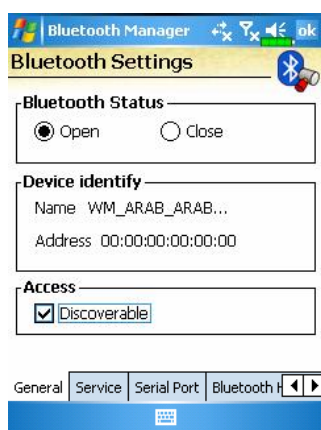 Bluetooth Manager ok
Bluetooth Settings
Bluetooth Status
Open Close
Device identify
Name WM_ARAB_ARAB...
Address 00:00:00:00:00:00
Access
Discoverable
General Service Serial Port Bluetooth